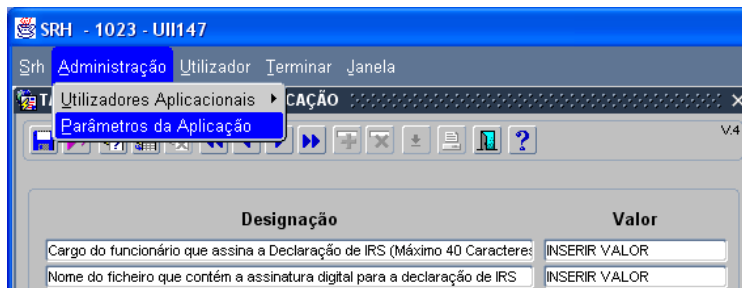 SRH - 1023 - UII147
Srh Administração Utilizador Terminar Janela
Utilizadores Aplicacionais CAÇÃO
Parâmetros da Aplicação
V.4
Designação Valor
Cargo do funcionário que assina a Declaração de IRS (Máximo 40 Caracteres INSERIR VALOR
Nome do ficheiro que contém a assinatura digital para a declaração de IRS INSERIR VALOR